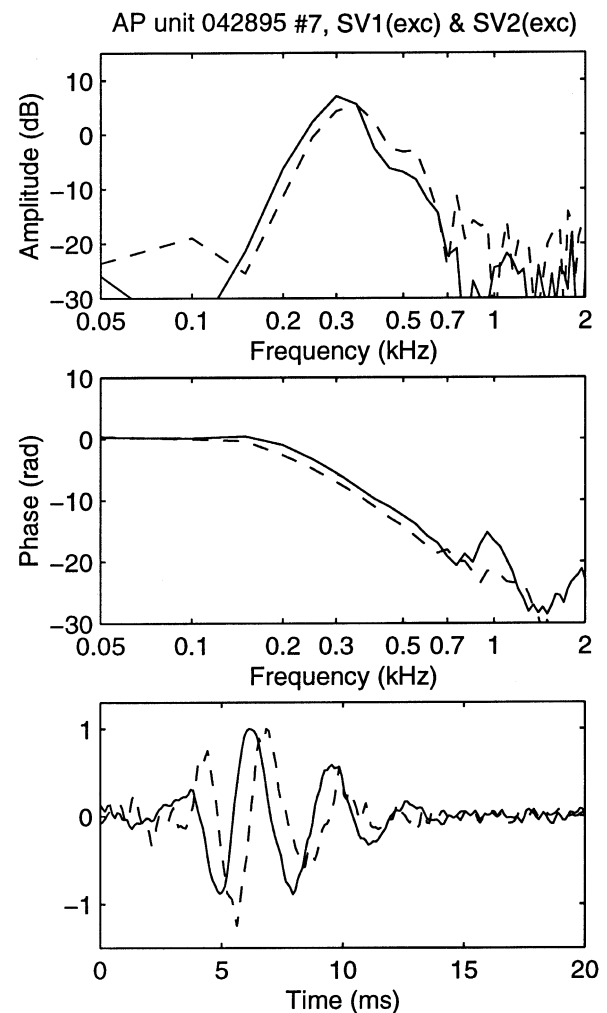 AP unit 042895 #7, SV1(exc) & SV2(exc)
Amplitude (dB)
10
0
−10
−20
−30
0.05 0.1 0.2 0.3 0.5 0.7 1 2
Frequency (kHz)
Phase (rad)
10
0
−10
−20
−30
0.05 0.1 0.2 0.3 0.5 0.7 1 2
Frequency (kHz)
1
0
−1
0 5 10 15 20
Time (ms)